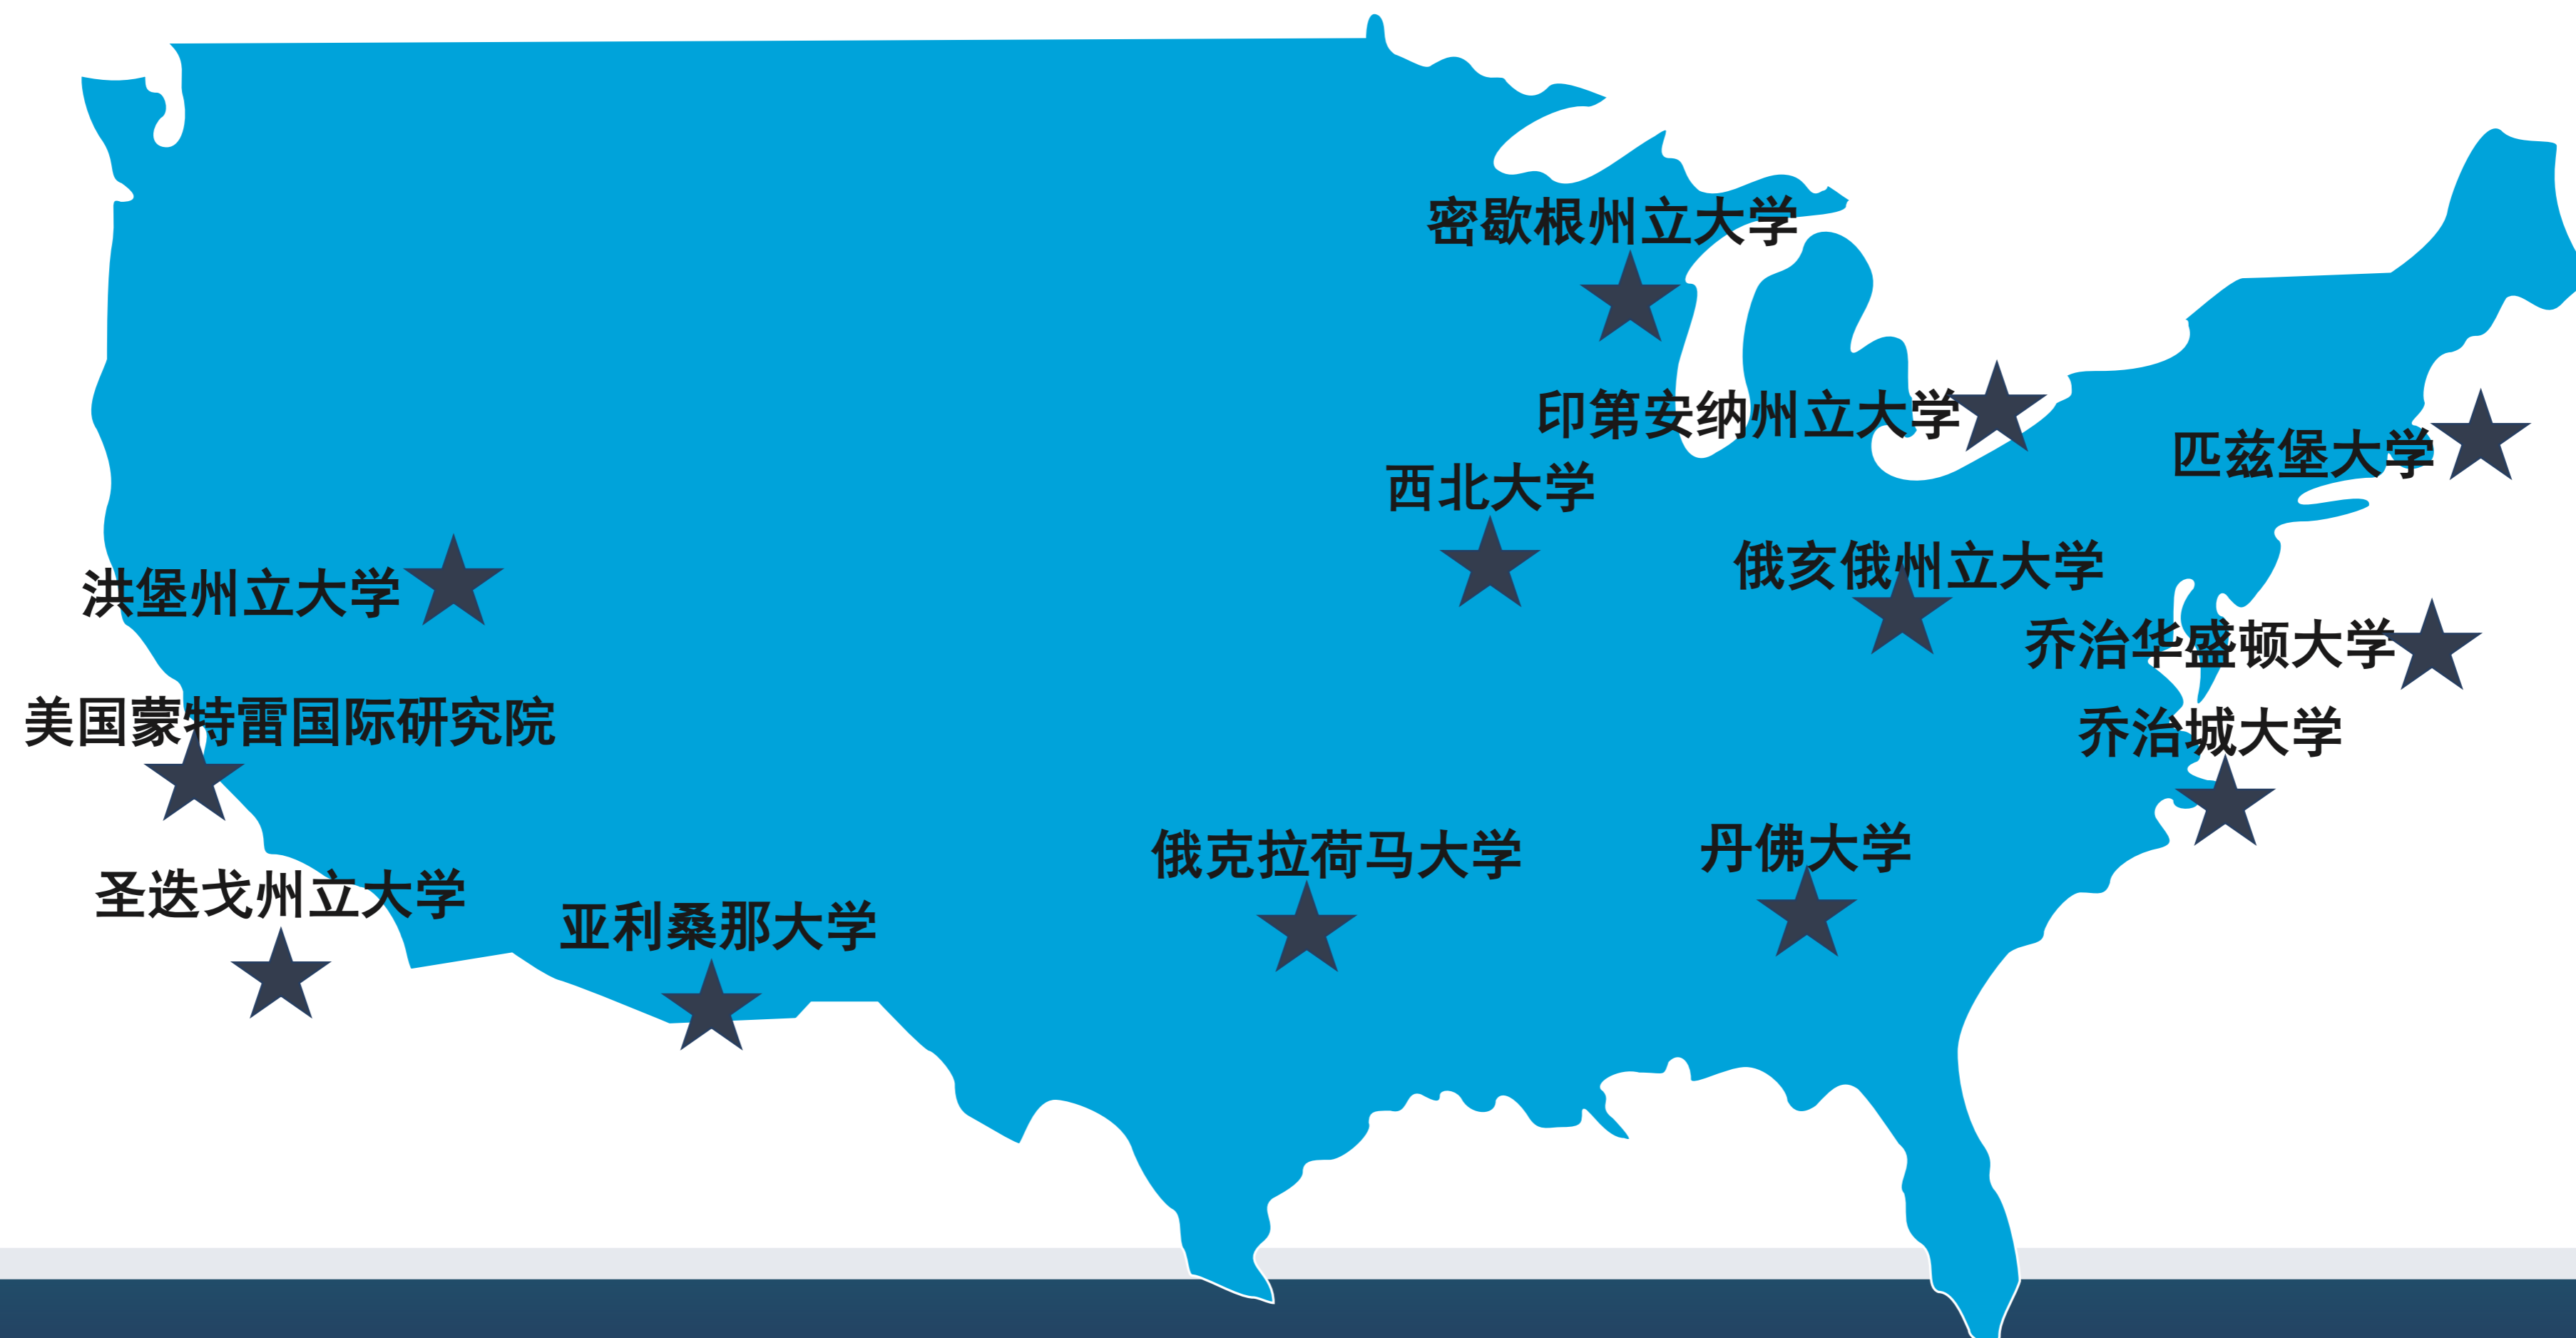 密歇根州立大学
印第安纳州立大学
匹兹堡大学
西北大学
俄亥俄州立大学
洪堡州立大学
乔治华盛顿大学
美国蒙特雷国际研究院
乔治城大学
俄克拉荷马大学
丹佛大学
圣迭戈州立大学
亚利桑那大学